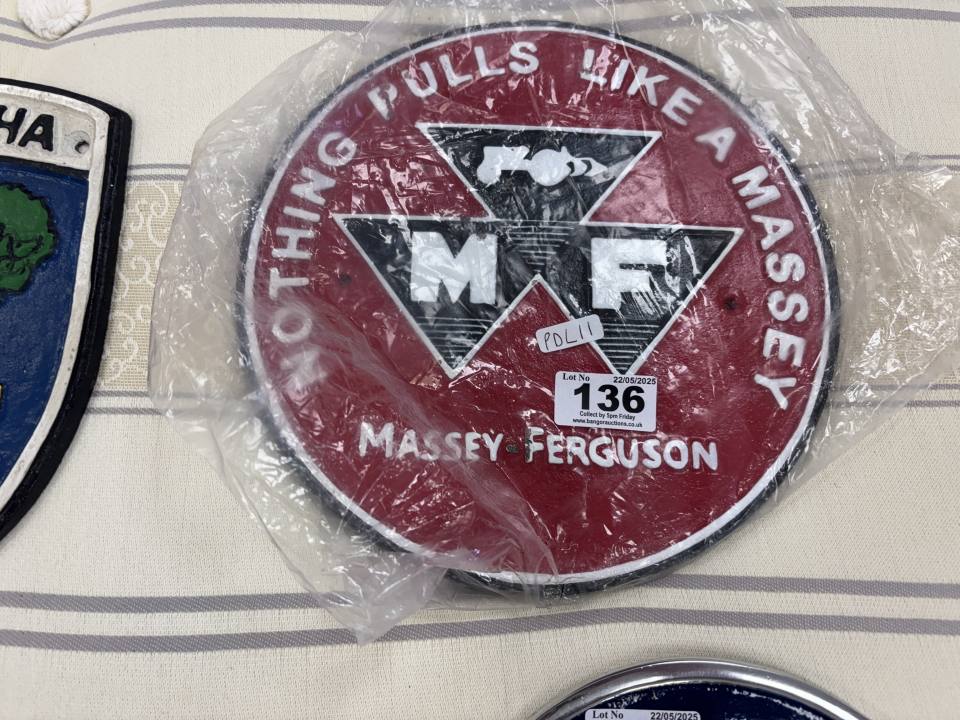 HA
NOTHING PULLS LIKE A MASSEY
M F
PDL11
Lot No 22/05/2025
136
Collect by 5pm Friday
www.bangorauctions.co.uk
MASSEY-FERGUSON
Lot No 22/05/2025